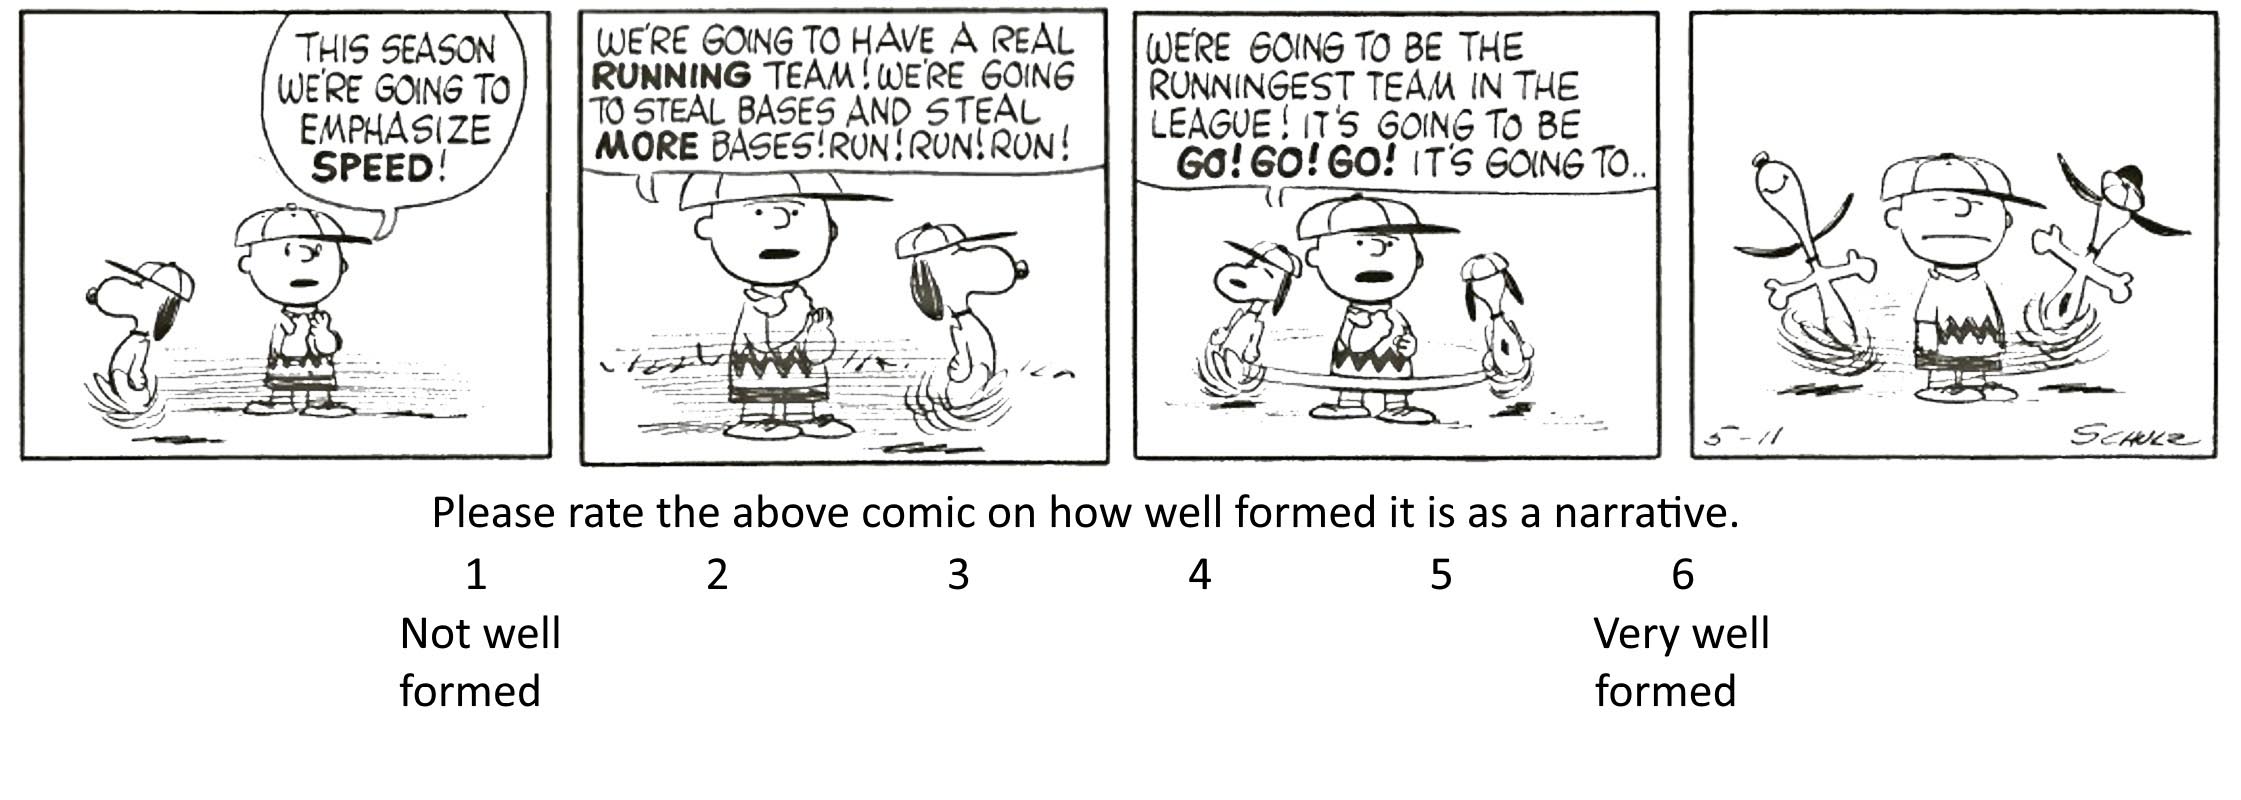 THIS SEASON
WE'RE GOING TO
EMPHASIZE
SPEED!
WE'RE GOING TO HAVE A REAL
RUNNING TEAM! WE'RE GOING
TO STEAL BASES AND STEAL
MORE BASES! RUN! RUN! RUN!
WE'RE GOING TO BE THE
RUNNINGEST TEAM IN THE
LEAGUE! IT'S GOING TO BE
GO! GO! GO! IT'S GOING TO..
5-11
SCHULZ
Please rate the above comic on how well formed it is as a narrative.
1 2 3 4 5 6
Not well
formed
Very well
formed